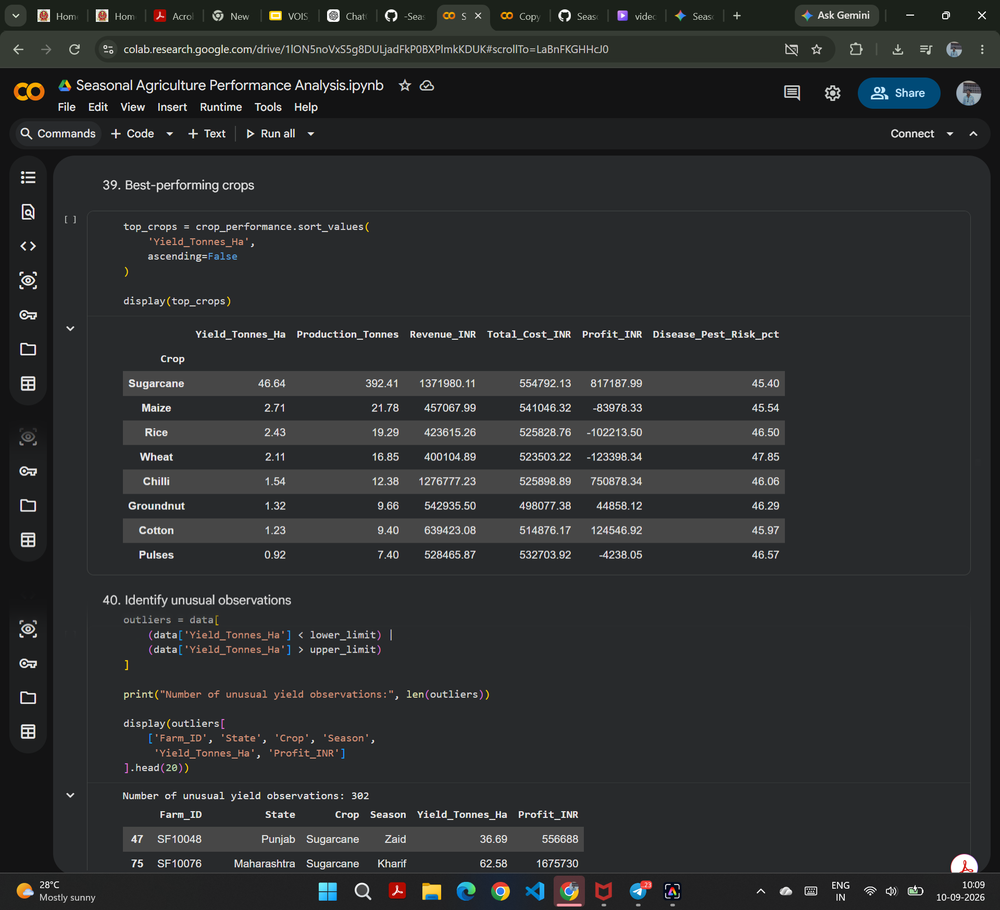 Hom
Hom
Acrol
New
VOIS
Chat
-Seas
S
Copy
Seas
videc
Seas
Ask Gemini
colab.research.google.com/drive/1lON5noVxS5g8DULjadFkP0BXPlmkKDUK#scrollTo=LaBnFKGHHcJ0
Seasonal Agriculture Performance Analysis.ipynb
File Edit View Insert Runtime Tools Help
Share
Commands + Code + Text Run all
Connect
39. Best-performing crops
[ ]
top_crops = crop_performance.sort_values(
'Yield_Tonnes_Ha',
ascending=False
)
display(top_crops)
Yield_Tonnes_Ha Production_Tonnes Revenue_INR Total_Cost_INR Profit_INR Disease_Pest_Risk_pct
Crop
Sugarcane 46.64 392.41 1371980.11 554792.13 817187.99 45.40
Maize 2.71 21.78 457067.99 541046.32 -83978.33 45.54
Rice 2.43 19.29 423615.26 525828.76 -102213.50 46.50
Wheat 2.11 16.85 400104.89 523503.22 -123398.34 47.85
Chilli 1.54 12.38 1276777.23 525898.89 750878.34 46.06
Groundnut 1.32 9.66 542935.50 498077.38 44858.12 46.29
Cotton 1.23 9.40 639423.08 514876.17 124546.92 45.97
Pulses 0.92 7.40 528465.87 532703.92 -4238.05 46.57
40. Identify unusual observations
outliers = data[
(data['Yield_Tonnes_Ha'] < lower_limit) |
(data['Yield_Tonnes_Ha'] > upper_limit)
]
print("Number of unusual yield observations:", len(outliers))
display(outliers[
['Farm_ID', 'State', 'Crop', 'Season',
'Yield_Tonnes_Ha', 'Profit_INR']
].head(20))
Number of unusual yield observations: 302
Farm_ID State Crop Season Yield_Tonnes_Ha Profit_INR
47 SF10048 Punjab Sugarcane Zaid 36.69 556688
75 SF10076 Maharashtra Sugarcane Kharif 62.58 1675730
28°C
Mostly sunny
..23
ENG
IN
10:09
10-09-2026